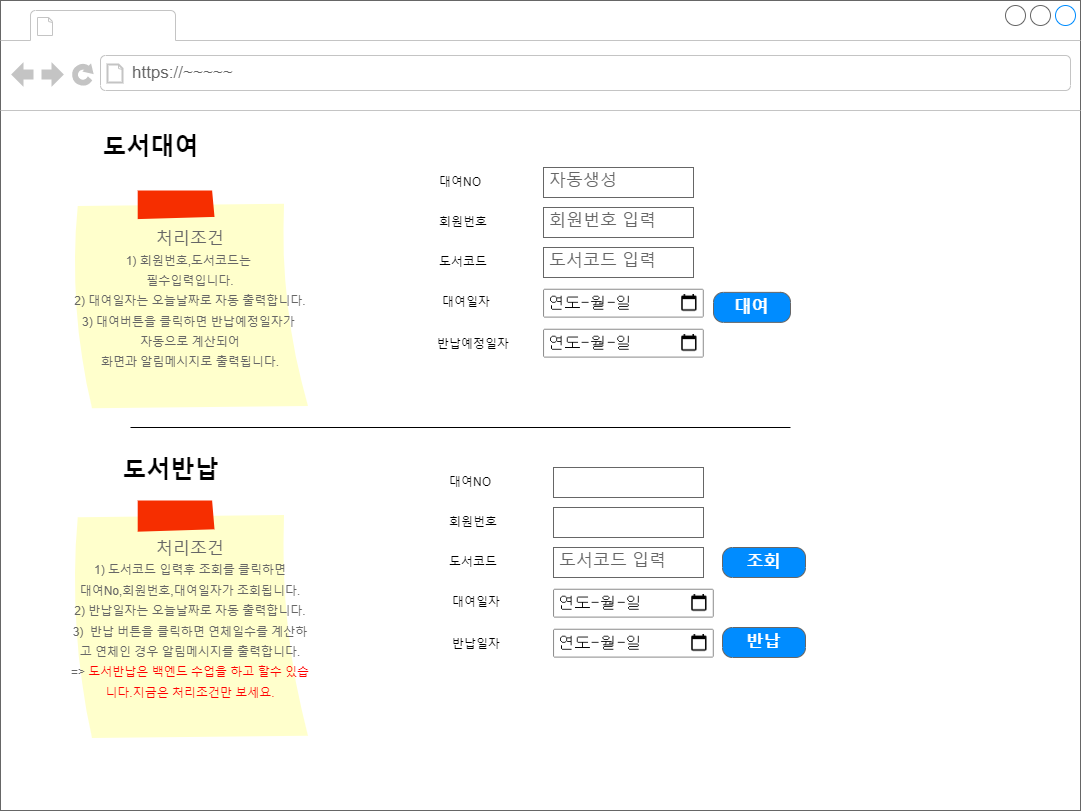 https://~~~~~
도서대여
처리조건
1) 회원번호,도서코드는
필수입력입니다.
2) 대여일자는 오늘날짜로 자동 출력합니다.
3) 대여버튼을 클릭하면 반납예정일자가
자동으로 계산되어
화면과 알림메시지로 출력됩니다.
대여NO 자동생성
회원번호 회원번호 입력
도서코드 도서코드 입력
대여일자 연도-월-일 대여
반납예정일자 연도-월-일
도서반납
처리조건
1) 도서코드 입력후 조회를 클릭하면
대여No,회원번호,대여일자가 조회됩니다.
2) 반납일자는 오늘날짜로 자동 출력합니다.
3) 반납 버튼을 클릭하면 연체일수를 계산하
고 연체인 경우 알림메시지를 출력합니다.
=> 도서반납은 백엔드 수업을 하고 할수 있습
니다.지금은 처리조건만 보세요.
대여NO
회원번호
도서코드 도서코드 입력 조회
대여일자 연도-월-일
반납일자 연도-월-일 반납